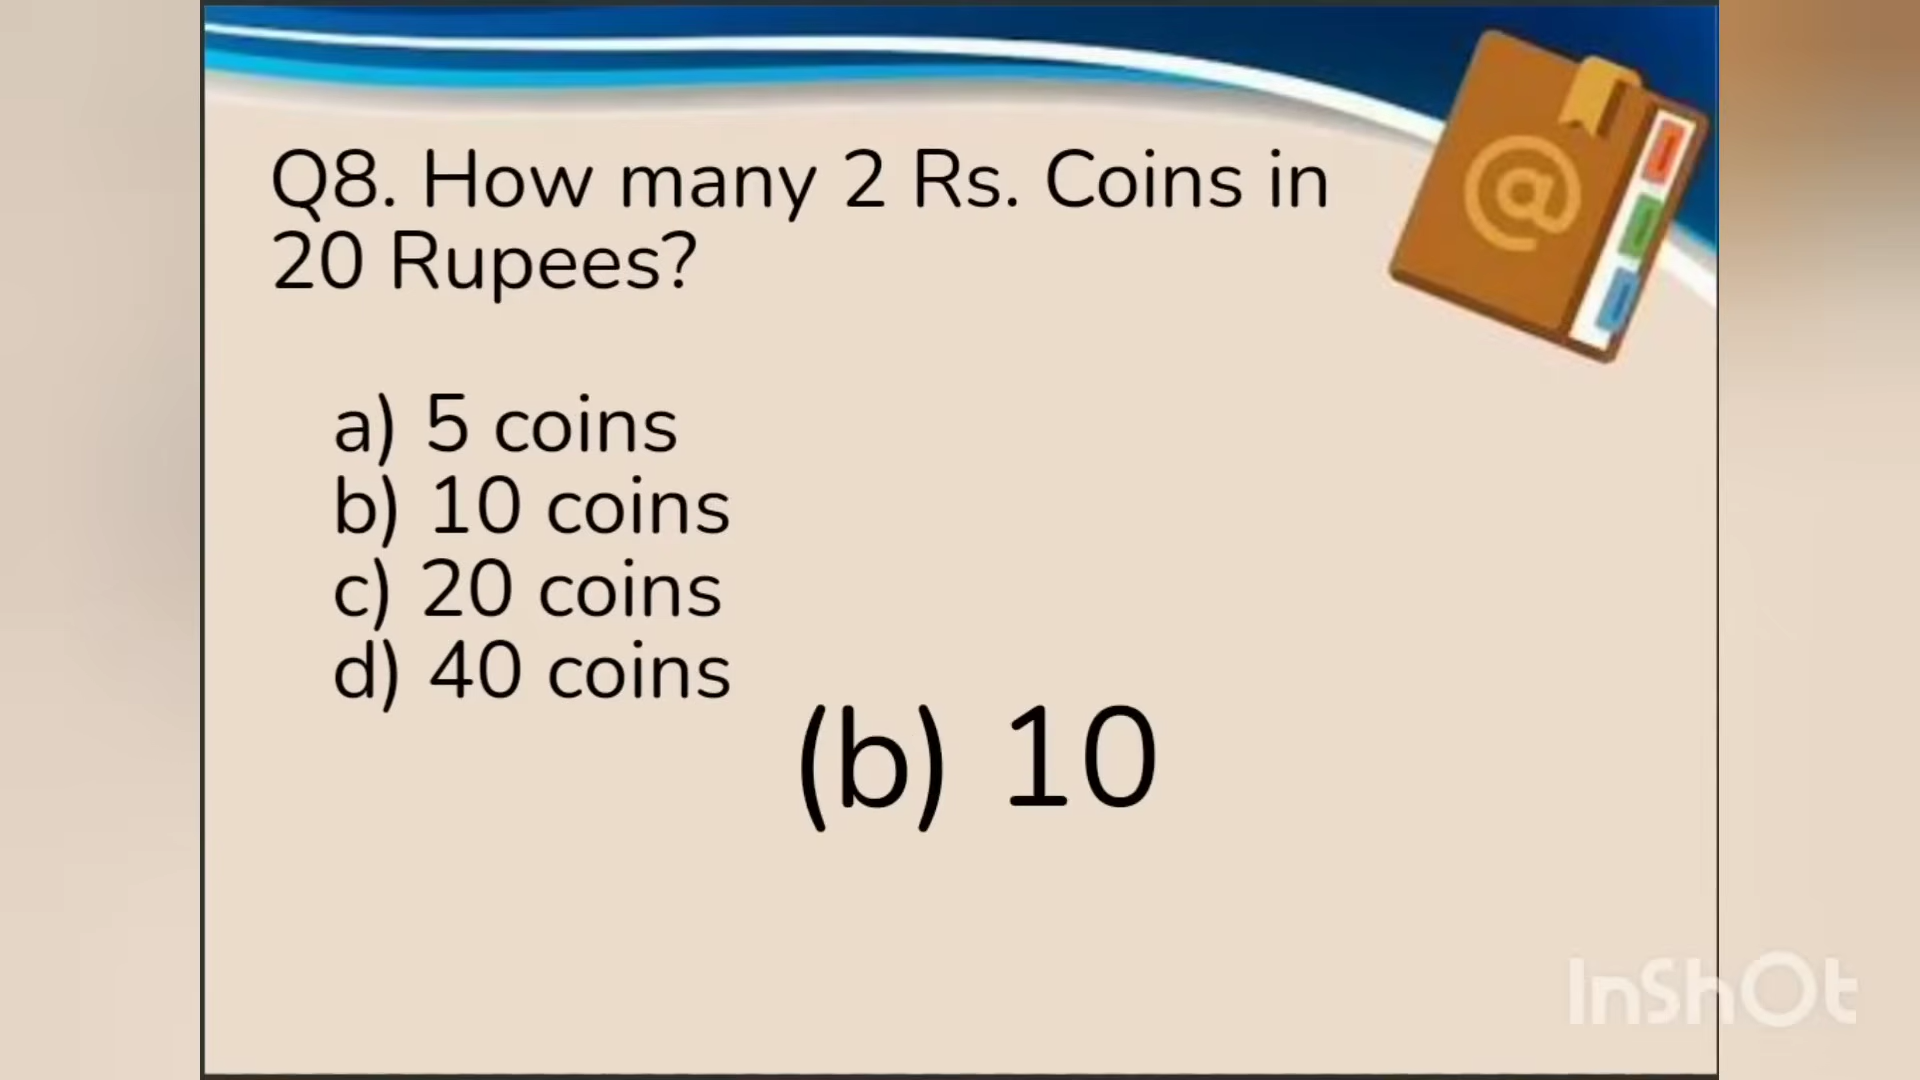 Q8. How many 2 Rs. Coins in
20 Rupees?
a) 5 coins
b) 10 coins
c) 20 coins
d) 40 coins
(b) 10
@
InShOt